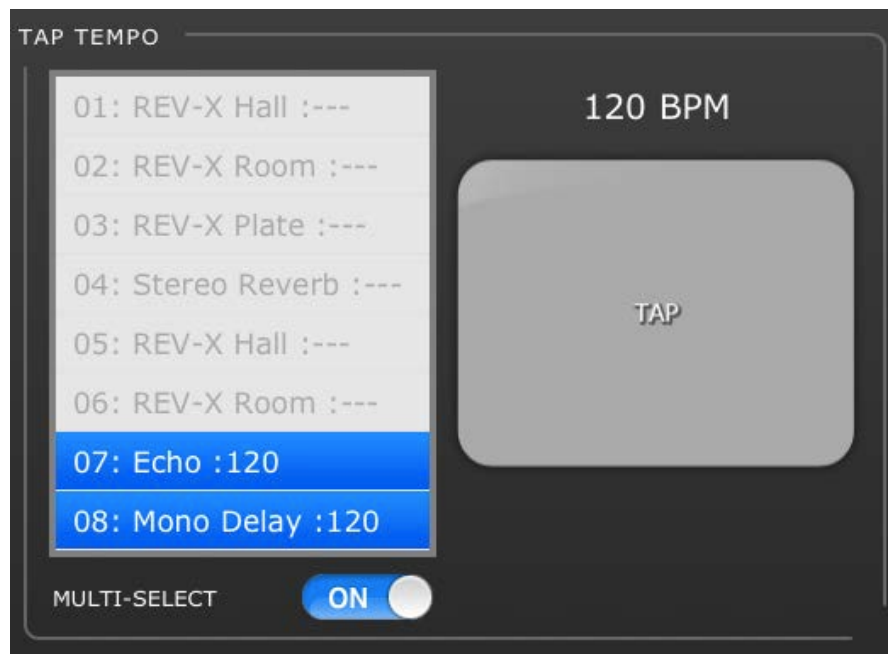 TAP TEMPO
01: REV-X Hall :---
02: REV-X Room :---
03: REV-X Plate :---
04: Stereo Reverb :---
05: REV-X Hall :---
06: REV-X Room :---
07: Echo :120
08: Mono Delay :120
120 BPM
TAP
MULTI-SELECT ON